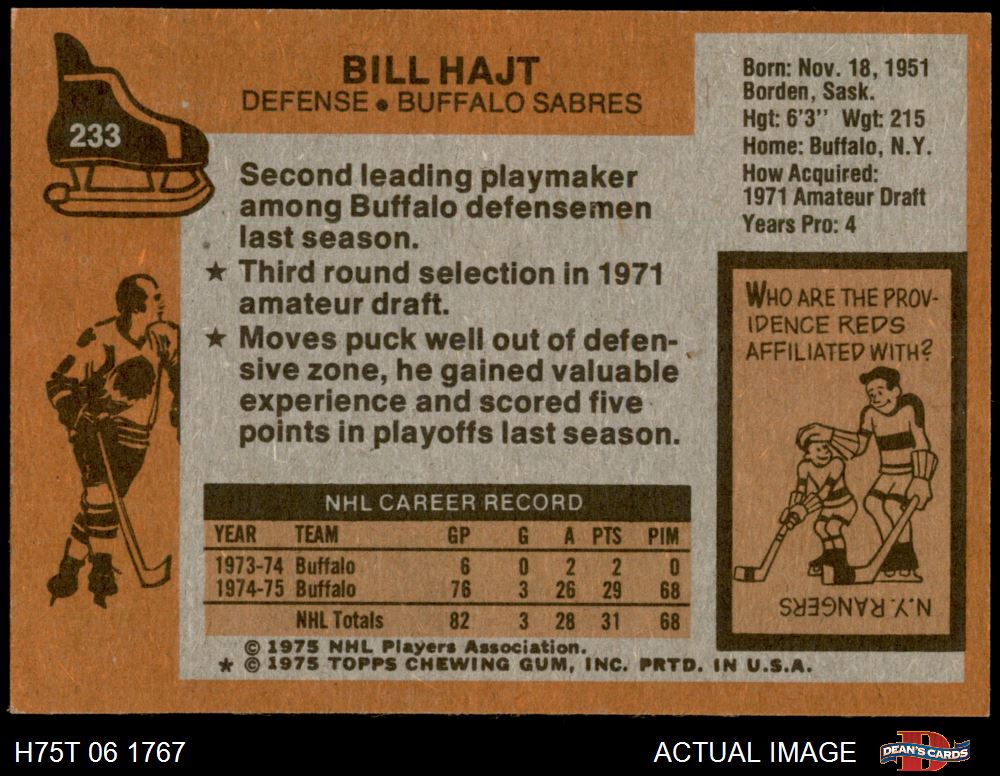 233
BILL HAJT
DEFENSE • BUFFALO SABRES
Born: Nov. 18, 1951
Borden, Sask.
Hgt: 6'3" Wgt: 215
Home: Buffalo, N.Y.
How Acquired:
1971 Amateur Draft
Years Pro: 4
Second leading playmaker
among Buffalo defensemen
last season.
★ Third round selection in 1971
amateur draft.
★ Moves puck well out of defen-
sive zone, he gained valuable
experience and scored five
points in playoffs last season.
WHO ARE THE PROV-
IDENCE REDS
AFFILIATED WITH?
N.Y. RANGERS
NHL CAREER RECORD
YEAR TEAM GP G A PTS PIM
1973-74 Buffalo 6 0 2 2 0
1974-75 Buffalo 76 3 26 29 68
NHL Totals 82 3 28 31 68
© 1975 NHL Players Association.
★ © 1975 TOPPS CHEWING GUM, INC. PRTD. IN U.S.A.
H75T 06 1767
ACTUAL IMAGE
D
DEAN'S CARDS